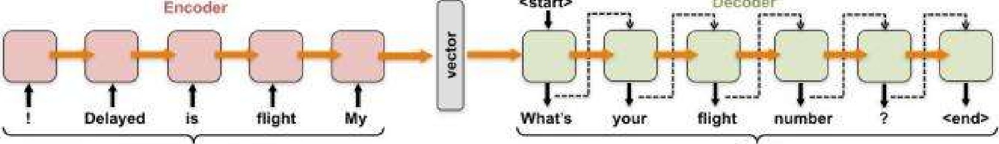 Encoder
<start>
Decoder
vector
! Delayed is flight My
What's your flight number ? <end>